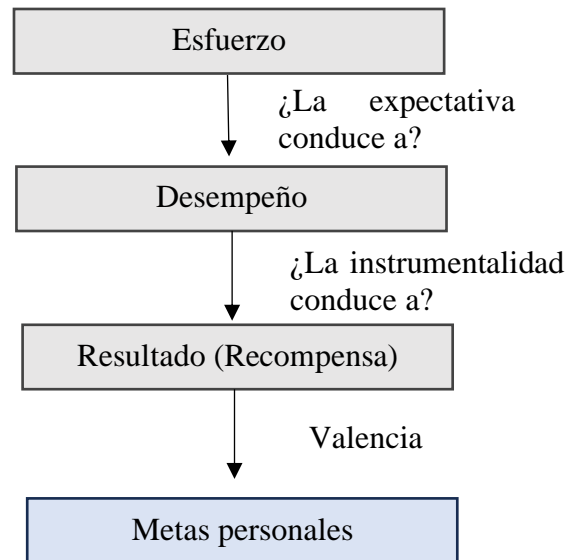 Esfuerzo
¿La expectativa
conduce a?
Desempeño
¿La instrumentalidad
conduce a?
Resultado (Recompensa)
Valencia
Metas personales